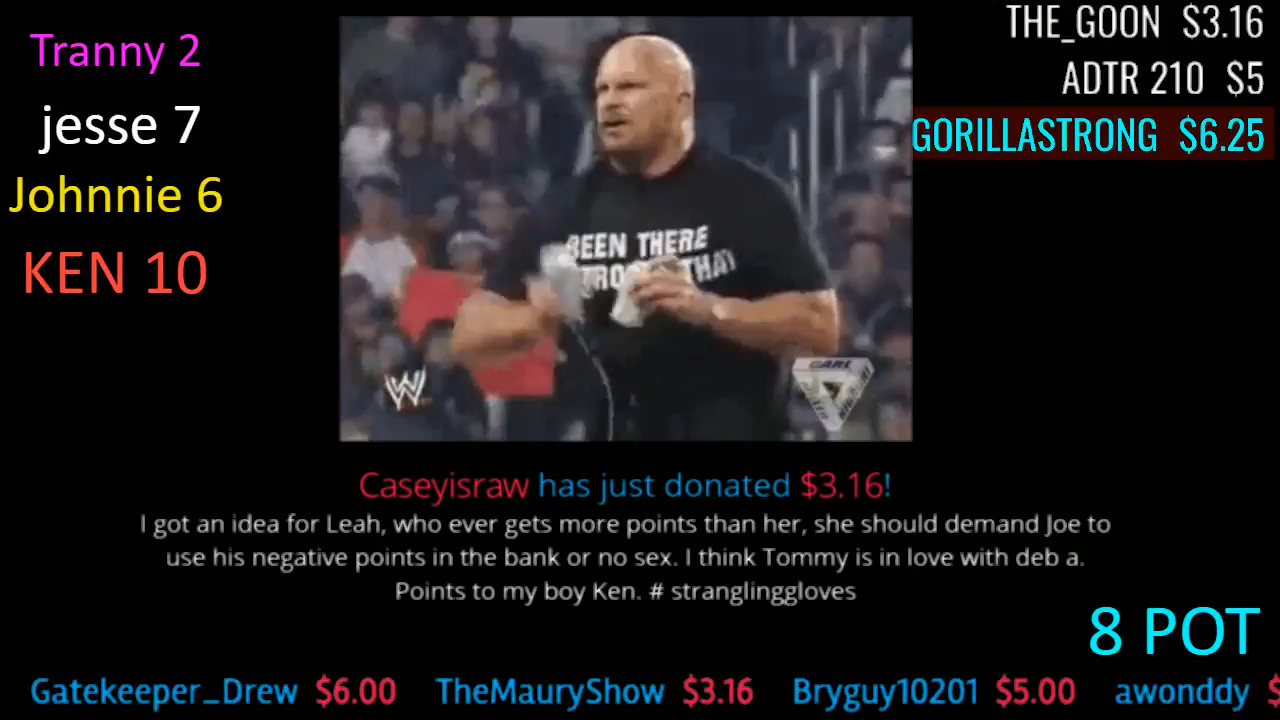 Tranny 2
jesse 7
Johnnie 6
KEN 10
THE_GOON $3.16
ADTR 210 $5
GORILLASTRONG $6.25
BEEN THERE
THAT
W
Caseyisraw has just donated $3.16!
I got an idea for Leah, who ever gets more points than her, she should demand Joe to
use his negative points in the bank or no sex. I think Tommy is in love with deb a.
Points to my boy Ken. # stranglinggloves
8 POT
Gatekeeper_Drew $6.00 TheMauryShow $3.16 Bryguy10201 $5.00 awonddy $